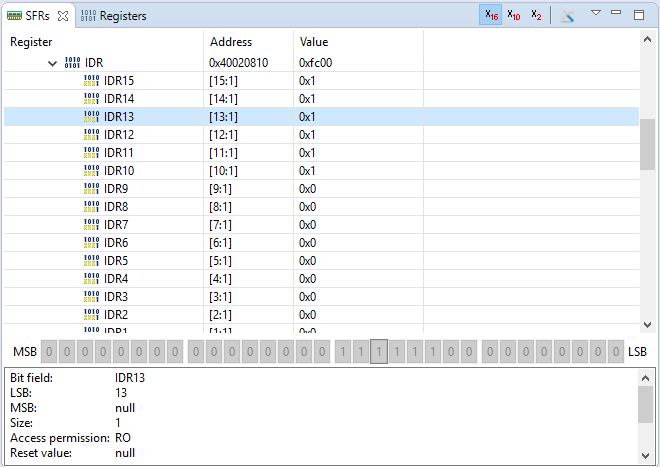 SFRs Registers X16 X10 X2
Register Address Value
IDR 0x40020810 0xfc00
IDR15 [15:1] 0x1
IDR14 [14:1] 0x1
IDR13 [13:1] 0x1
IDR12 [12:1] 0x1
IDR11 [11:1] 0x1
IDR10 [10:1] 0x1
IDR9 [9:1] 0x0
IDR8 [8:1] 0x0
IDR7 [7:1] 0x0
IDR6 [6:1] 0x0
IDR5 [5:1] 0x0
IDR4 [4:1] 0x0
IDR3 [3:1] 0x0
IDR2 [2:1] 0x0
IDR1 [1:1] 0x0
MSB 0 0 0 0 0 0 0 0 0 0 0 0 0 0 0 0 1 1 1 1 1 1 0 0 0 0 0 0 0 0 0 0 LSB
Bit field: IDR13
LSB: 13
MSB: null
Size: 1
Access permission: RO
Reset value: null